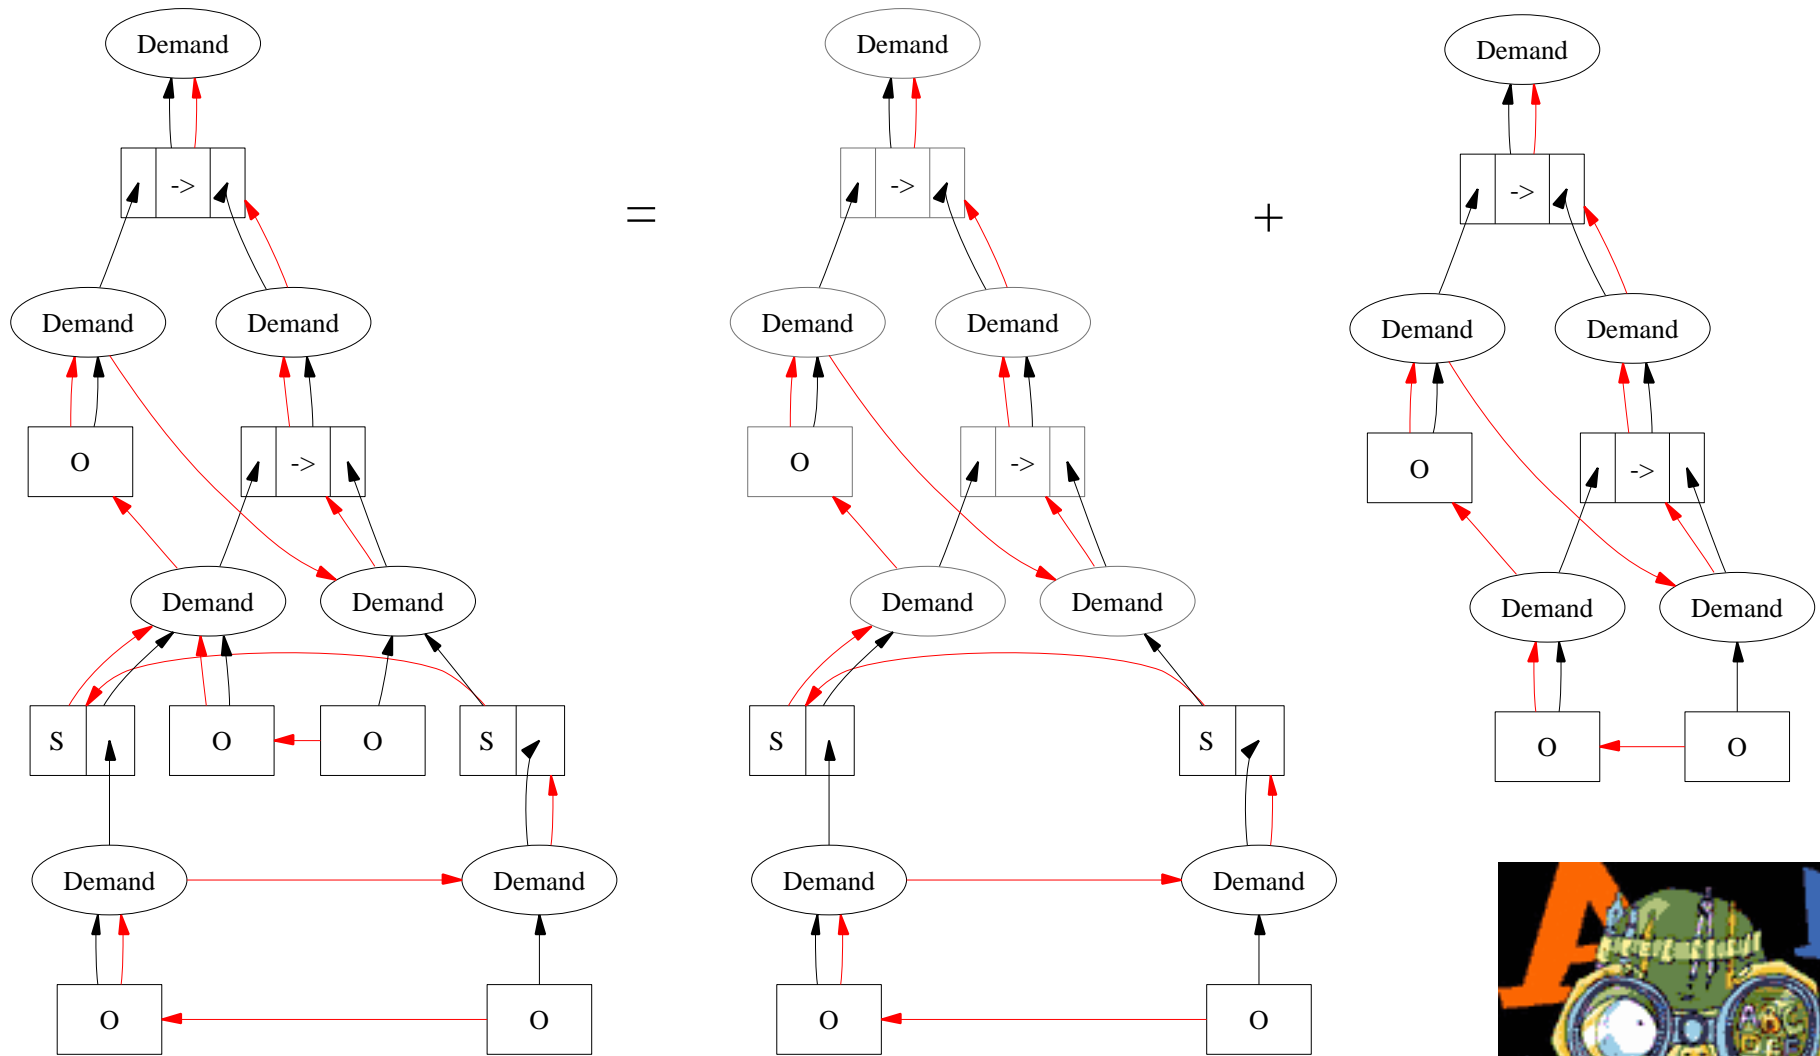 Demand Demand Demand
-> = -> + ->
Demand Demand Demand Demand Demand Demand
O -> O -> O ->
Demand Demand Demand Demand Demand Demand
S O O S S S O O
Demand Demand Demand Demand
O O O O
A
ABC